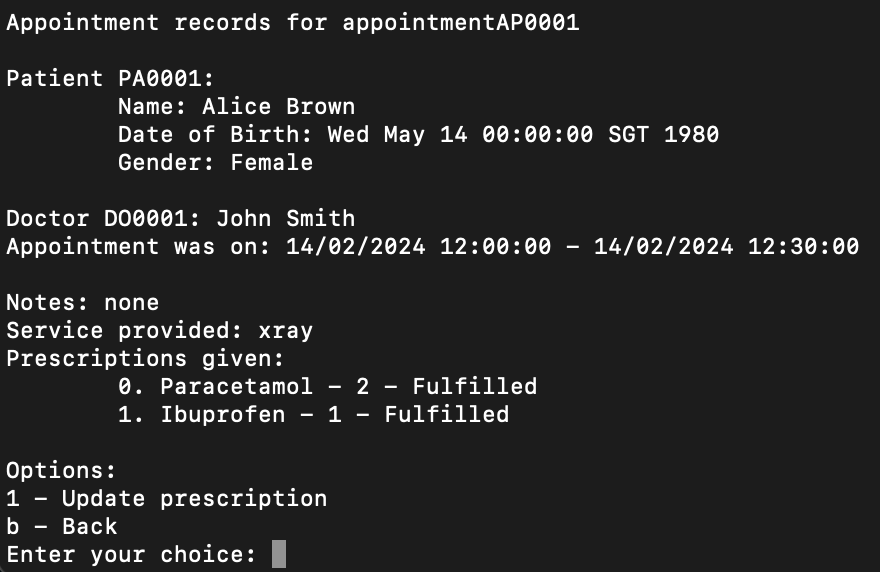 Appointment records for appointmentAP0001
Patient PA0001:
Name: Alice Brown
Date of Birth: Wed May 14 00:00:00 SGT 1980
Gender: Female
Doctor DO0001: John Smith
Appointment was on: 14/02/2024 12:00:00 – 14/02/2024 12:30:00
Notes: none
Service provided: xray
Prescriptions given:
0. Paracetamol – 2 – Fulfilled
1. Ibuprofen – 1 – Fulfilled
Options:
1 – Update prescription
b – Back
Enter your choice: